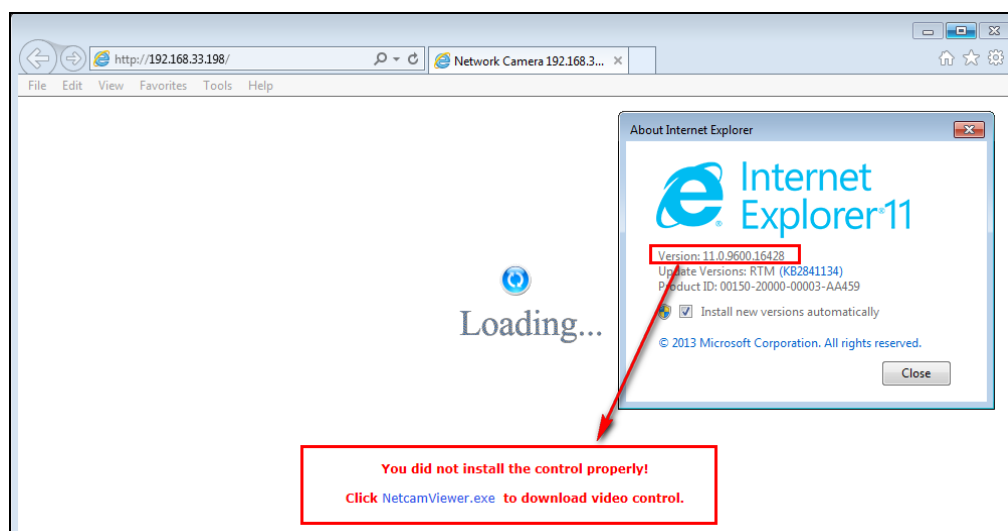 http://192.168.33.198/
Network Camera 192.168.3...
File Edit View Favorites Tools Help
About Internet Explorer
Internet
Explorer®11
Version: 11.0.9600.16428
Update Versions: RTM (KB2841134)
Product ID: 00150-20000-00003-AA459
Install new versions automatically
© 2013 Microsoft Corporation. All rights reserved.
Close
Loading...
You did not install the control properly!
Click NetcamViewer.exe to download video control.